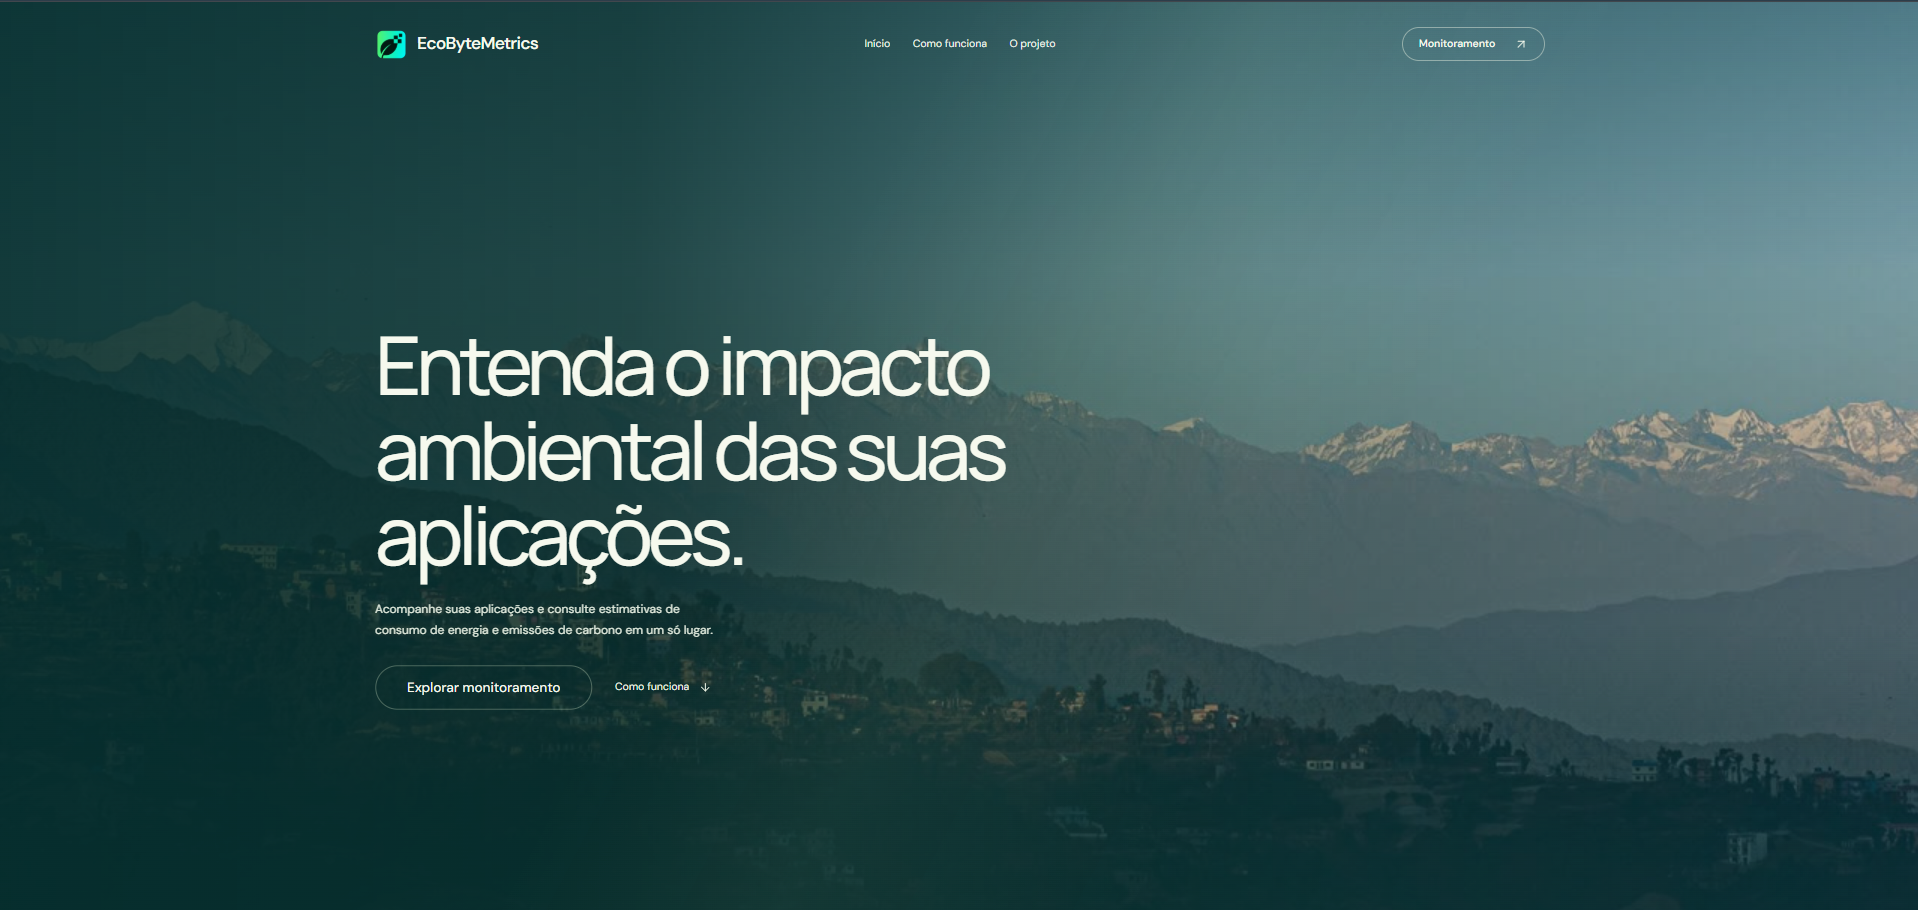 EcoByteMetrics
Início
Como funciona
O projeto
Monitoramento
Entenda o impacto
ambiental das suas
aplicações.
Acompanhe suas aplicações e consulte estimativas de
consumo de energia e emissões de carbono em um só lugar.
Explorar monitoramento
Como funciona